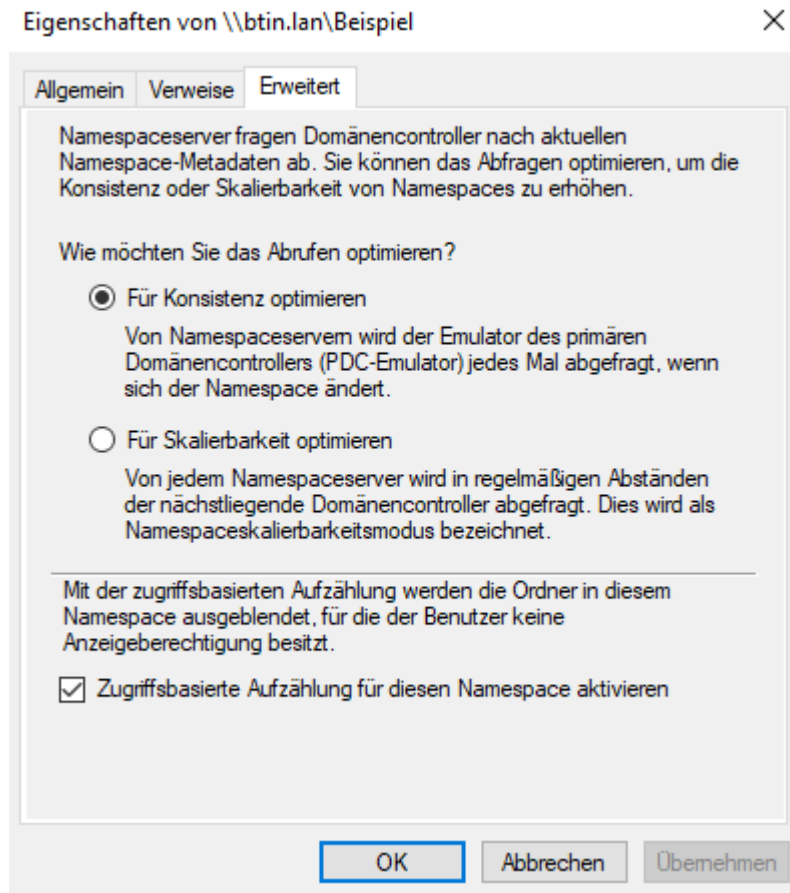 Eigenschaften von \\btin.lan\Beispiel
Allgemein Verweise Erweitert
Namespaceserver fragen Domänencontroller nach aktuellen
Namespace-Metadaten ab. Sie können das Abfragen optimieren, um die
Konsistenz oder Skalierbarkeit von Namespaces zu erhöhen.
Wie möchten Sie das Abrufen optimieren?
Für Konsistenz optimieren
Von Namespaceservern wird der Emulator des primären
Domänencontrollers (PDC-Emulator) jedes Mal abgefragt, wenn
sich der Namespace ändert.
Für Skalierbarkeit optimieren
Von jedem Namespaceserver wird in regelmäßigen Abständen
der nächstliegende Domänencontroller abgefragt. Dies wird als
Namespaceskalierbarkeitsmodus bezeichnet.
Mit der zugriffsbasierten Aufzählung werden die Ordner in diesem
Namespace ausgeblendet, für die der Benutzer keine
Anzeigeberechtigung besitzt.
Zugriffsbasierte Aufzählung für diesen Namespace aktivieren
OK Abbrechen Übernehmen